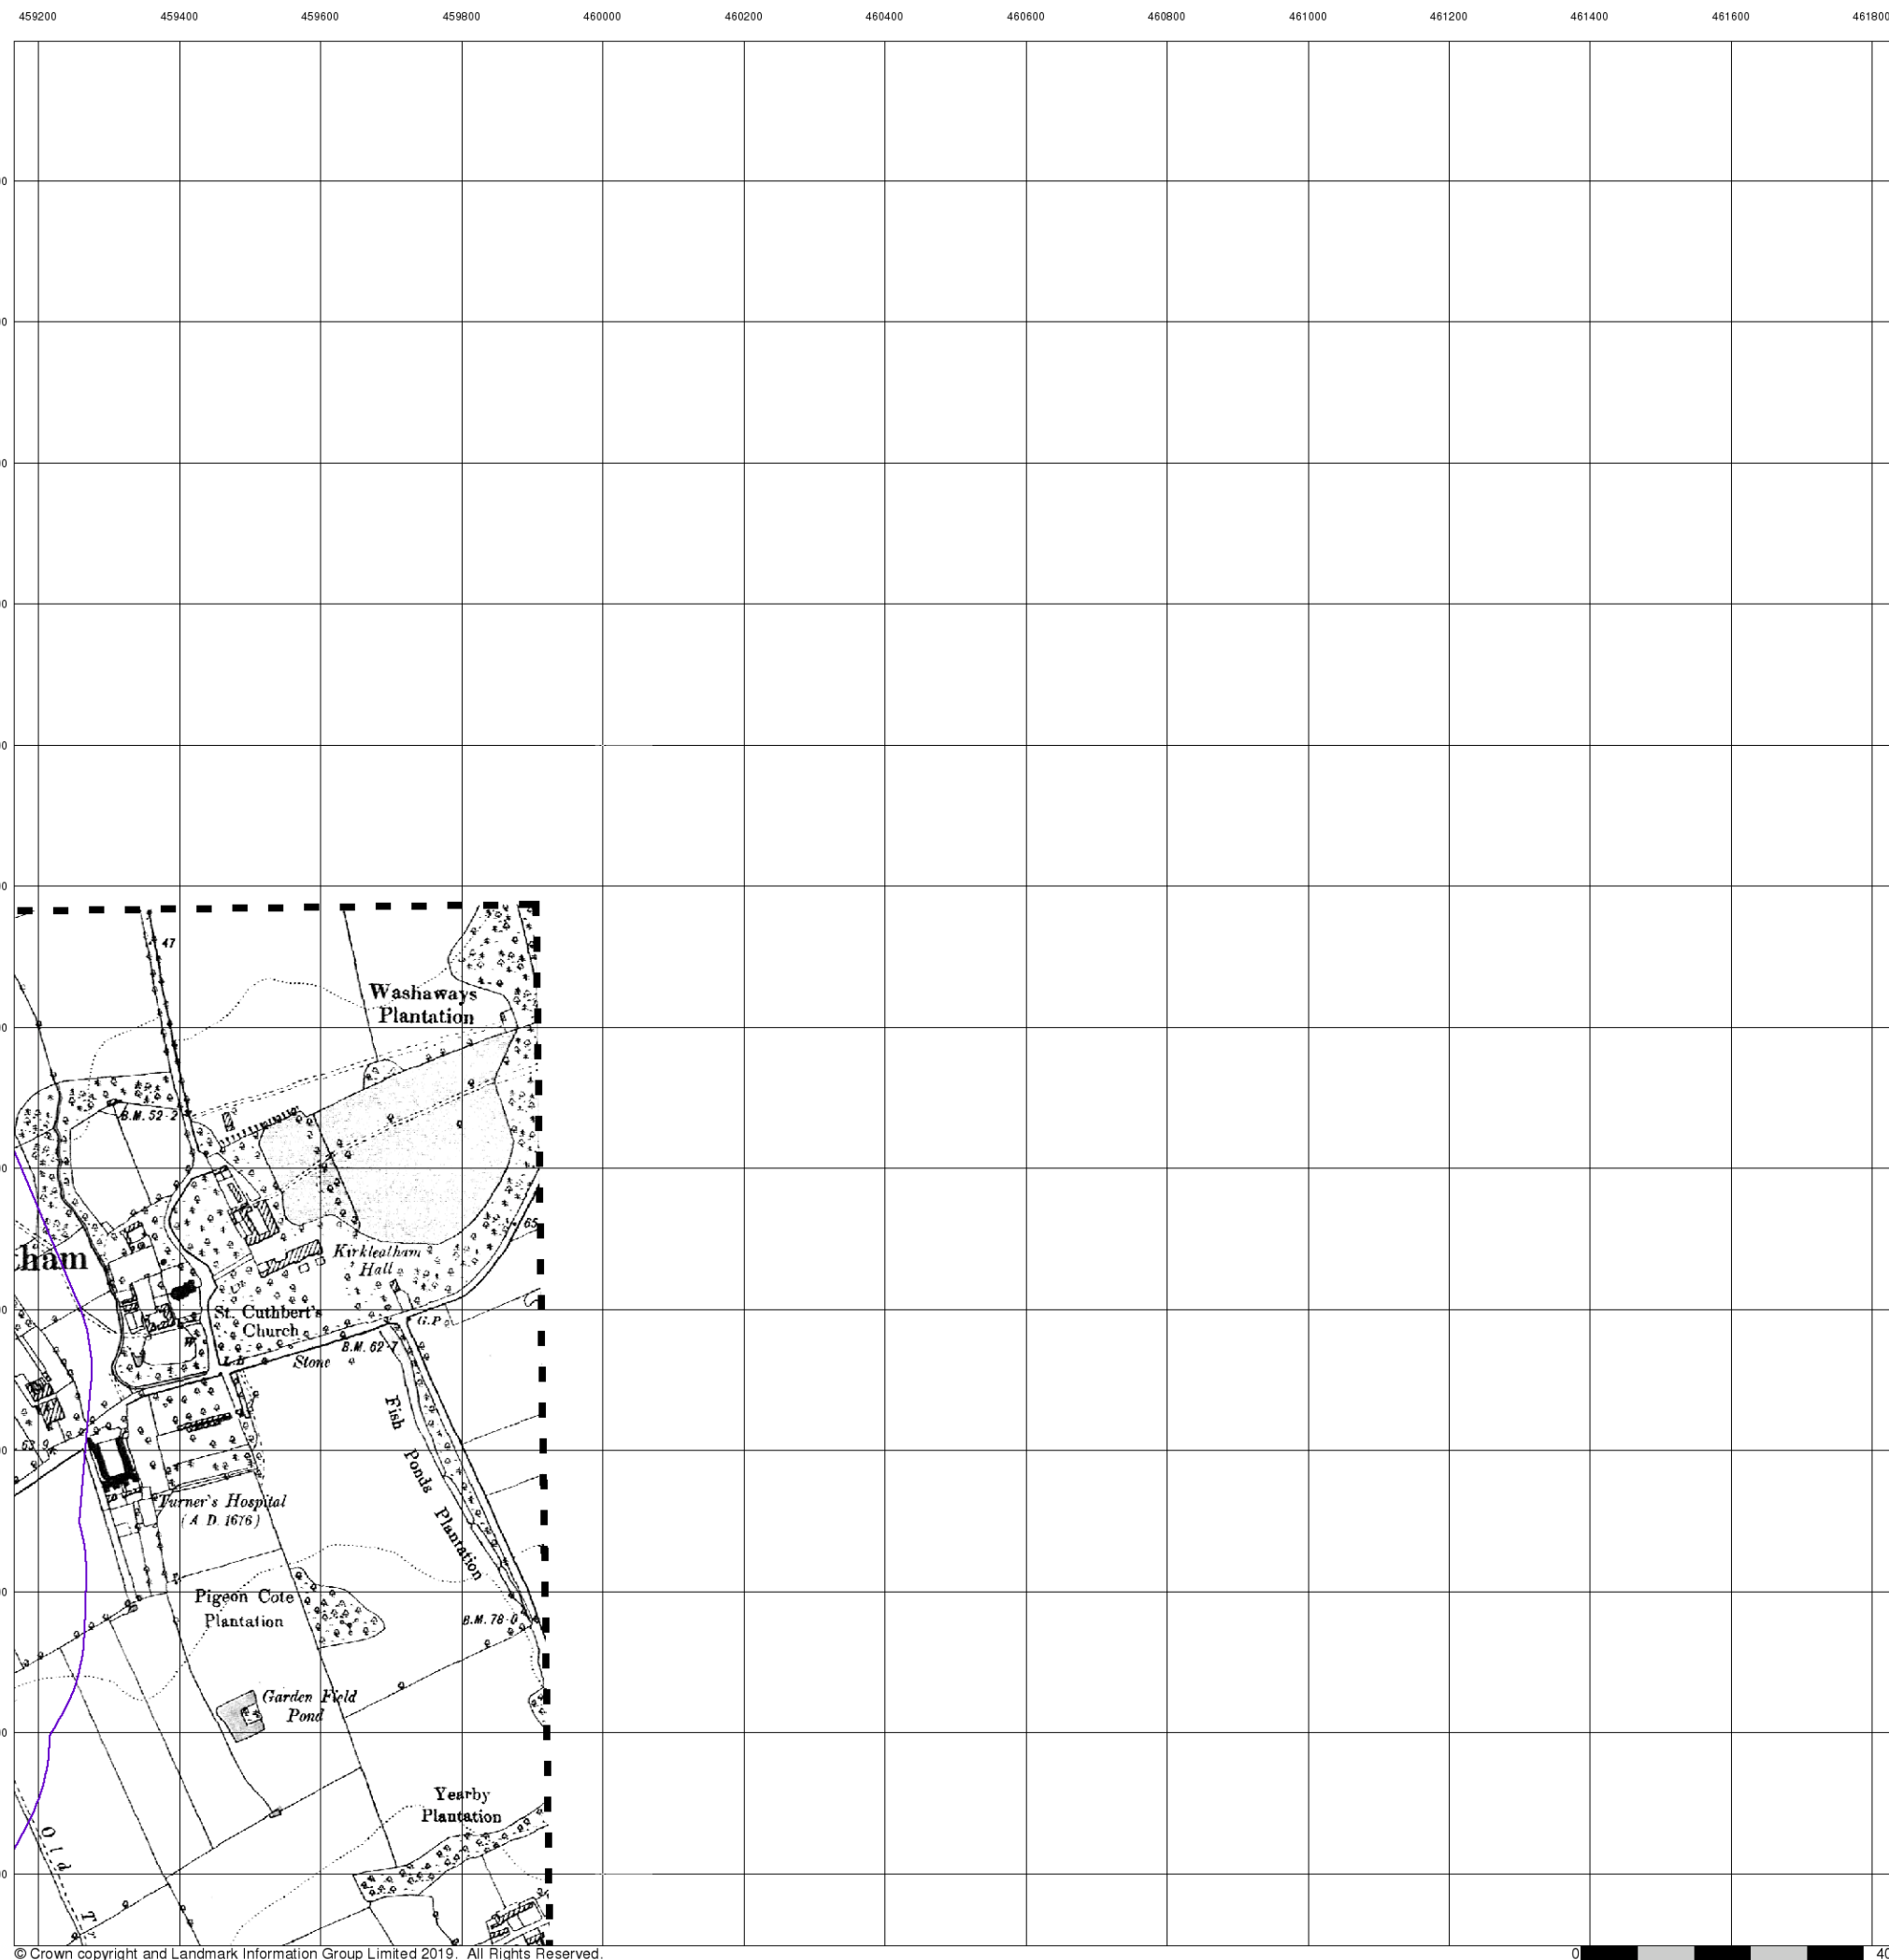 459200 459400 459600 459800 460000 460200 460400 460600 460800 461000 461200 461400 461600 461800
47
Washaways
Plantation
B.M. 52·2
65
Kirkleatham
Hall
St. Cuthbert's
Church
G.P
B.M. 62·7
W
L.B
Stone
Fish
Ponds
Plantation
63·9
Turner's Hospital
(A D. 1676)
Pigeon Cote
Plantation
B.M. 78·0
Garden Field
Pond
Yearby
Plantation
Old
© Crown copyright and Landmark Information Group Limited 2019. All Rights Reserved.
0